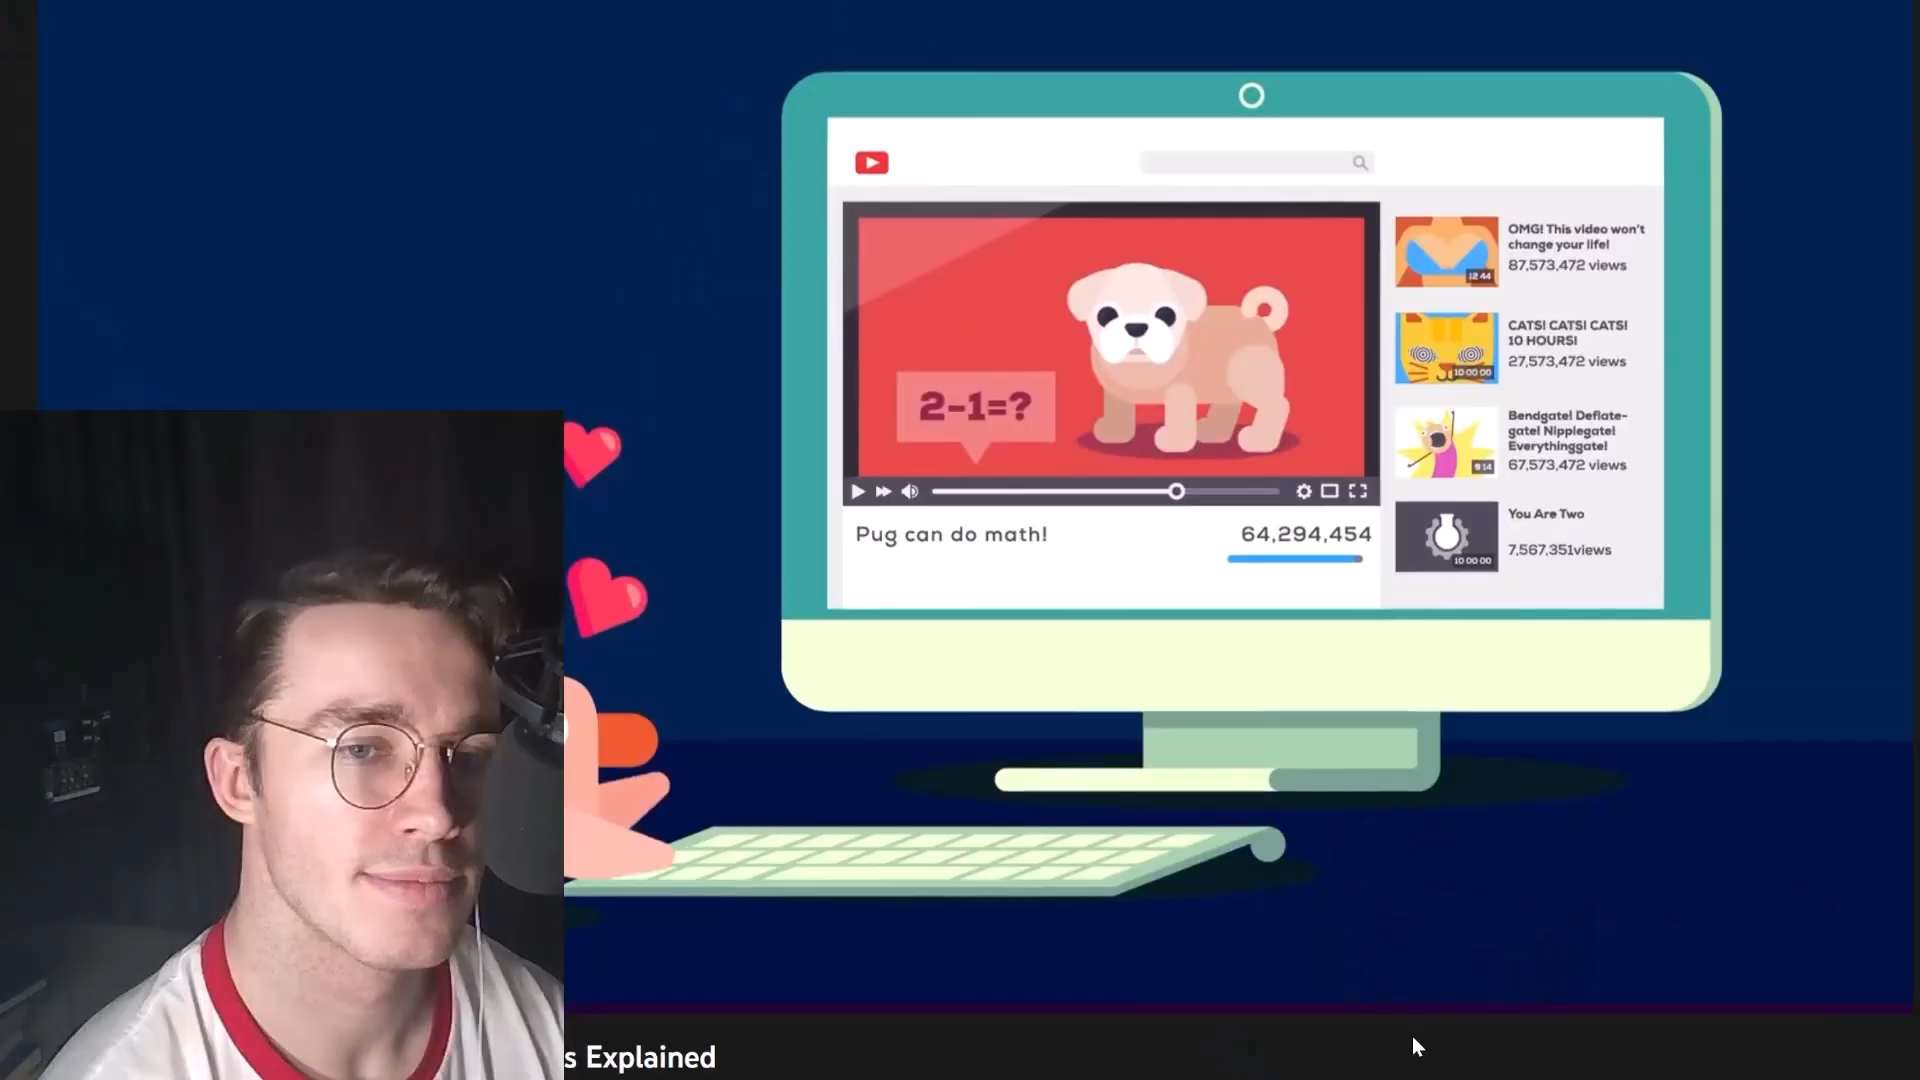 OMG! This video won't
change your life!
87,573,472 views
12:44
CATS! CATS! CATS!
10 HOURS!
27,573,472 views
10:00:00
2-1=?
Bendgate! Deflate-
gate! Nipplegate!
Everythinggate!
67,573,472 views
9:14
Pug can do math!
64,294,454
You Are Two
7,567,351views
10:00:00
s Explained